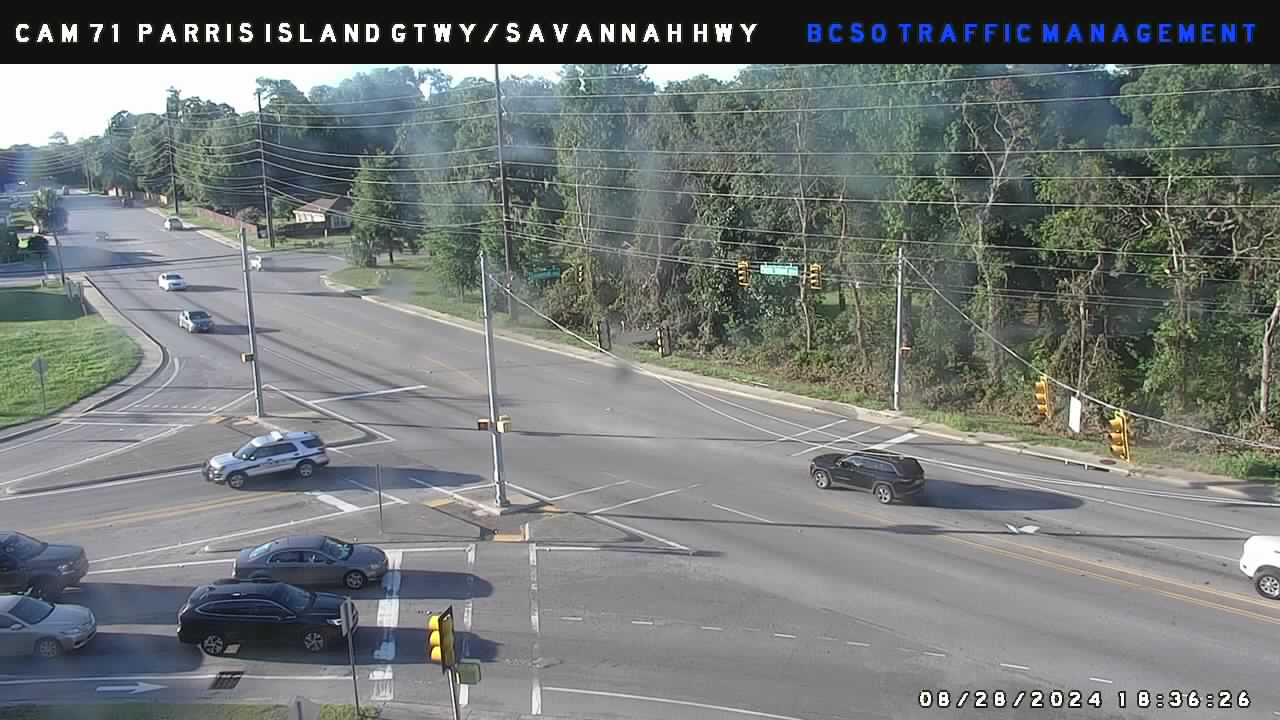 CAM 71 PARRIS ISLAND GTWY/SAVANNAH HWY BCSO TRAFFIC MANAGEMENT
08/28/2024 18:36:26